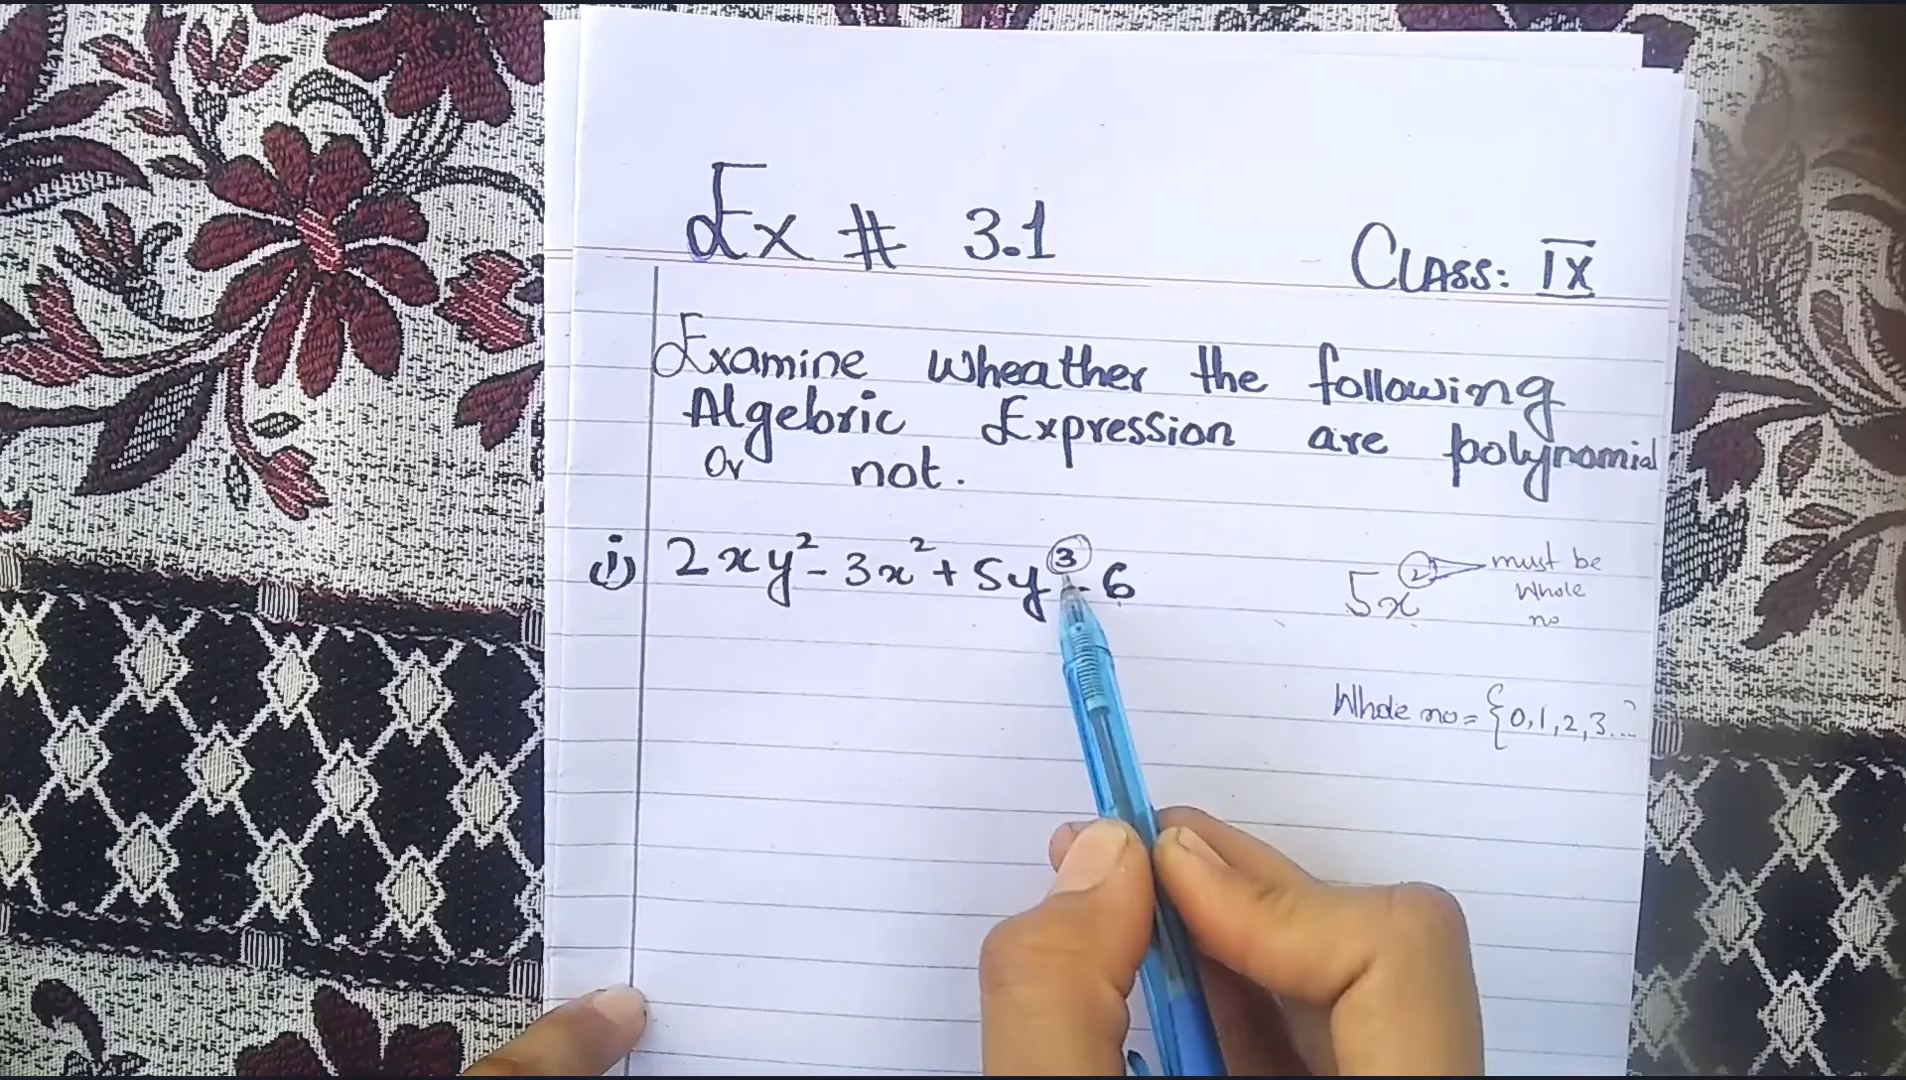 Ex # 3.1
CLASS: IX
Examine Wheather the following
Algebric Expression are polynomial
Or not.
(i) 2xy² - 3x² + 5y³ - 6
5x² must be
Whole
no
Whole no = {0,1,2,3...